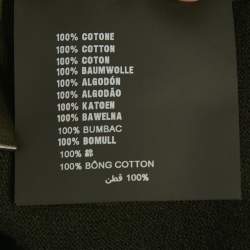 100% COTONE
100% COTTON
100% COTON
100% BAUMWOLLE
100% ALGODÓN
100% ALGODÃO
100% KATOEN
100% BAWELNA
100% BUMBAC
100% BOMULL
100% 棉
100% BÔNG COTTON
100% قطن